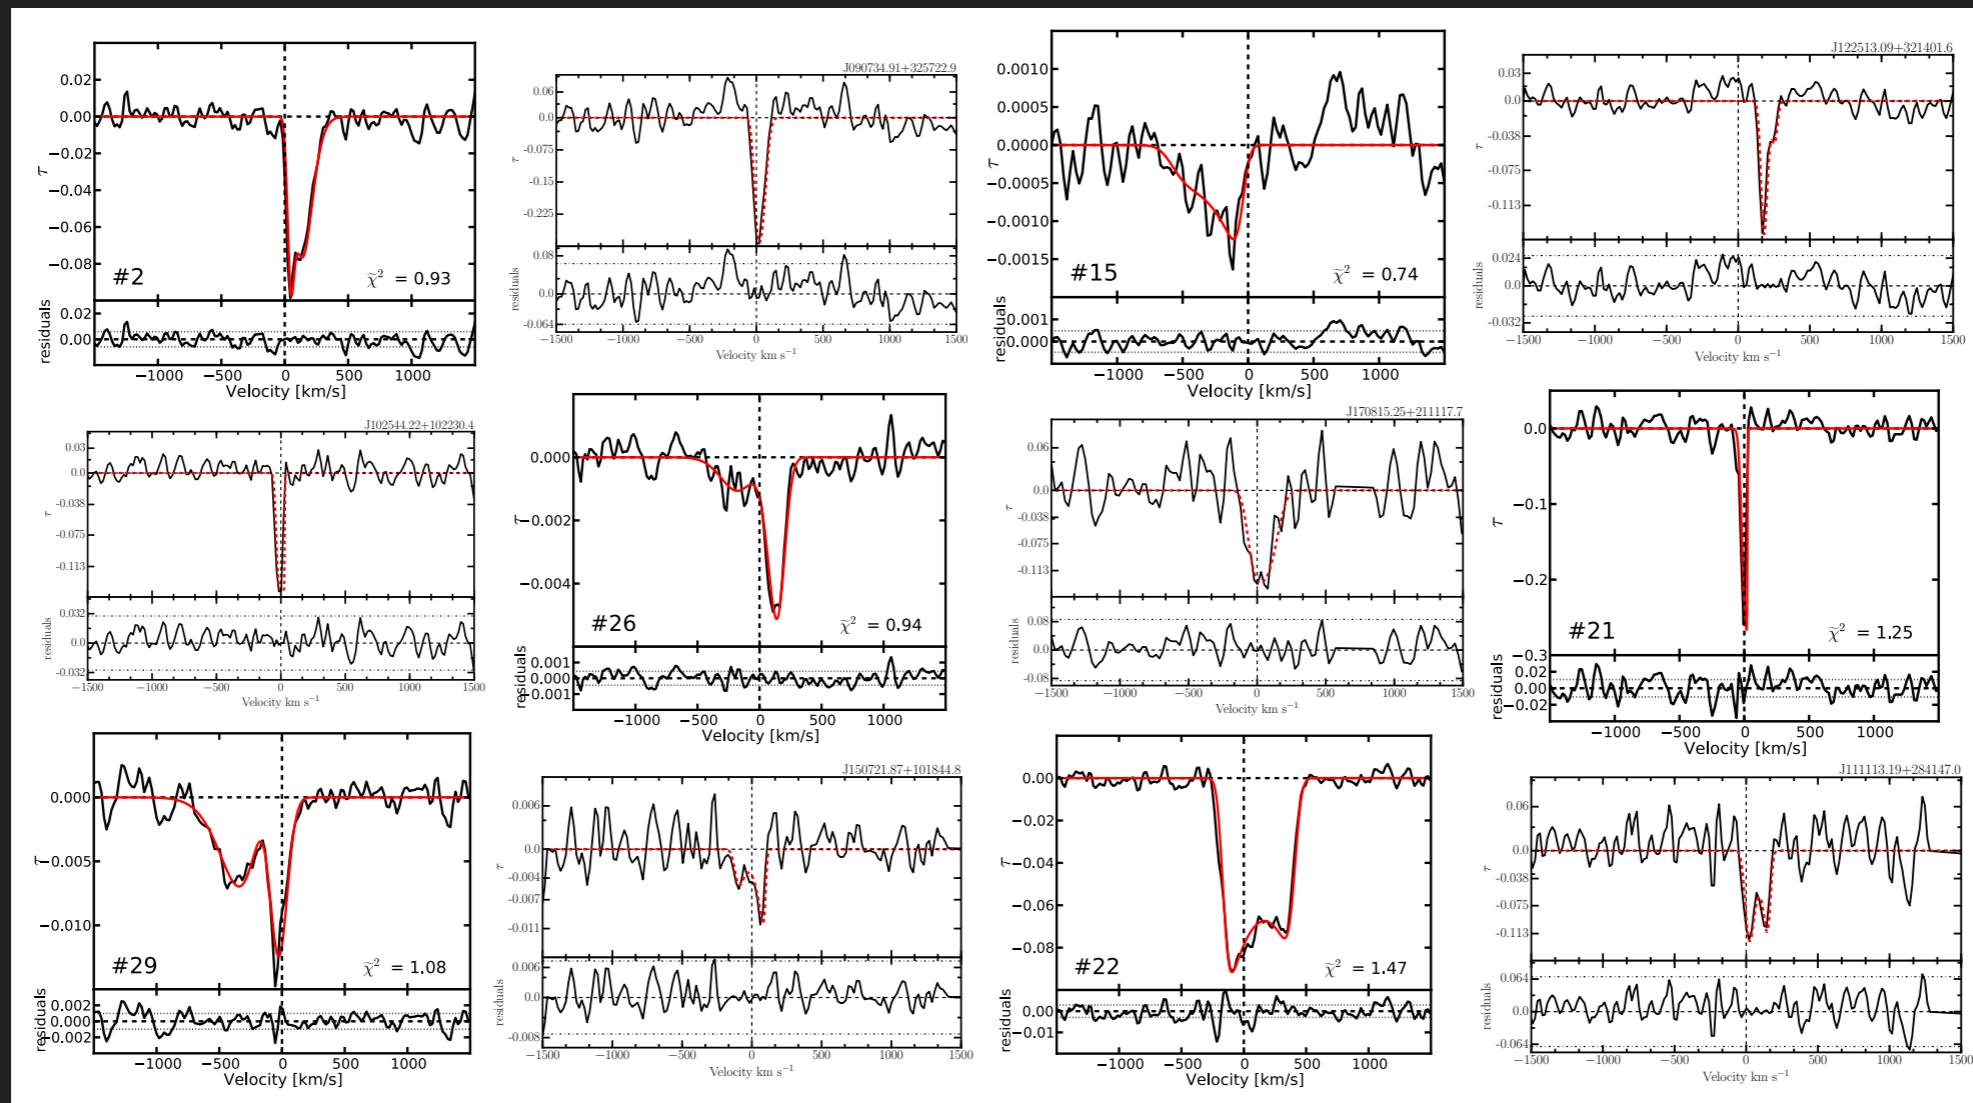 0.02
0.00
−0.02
−0.04
−0.06
−0.08
τ
#2
χ̃² = 0.93
0.02
0.00
residuals
−1000 −500 0 500 1000
Velocity [km/s]
J090734.91+325722.9
0.06
0.0
-0.075
-0.15
-0.225
τ
0.08
0.0
-0.064
residuals
−1500 −1000 −500 0 500 1000 1500
Velocity km s⁻¹
0.0010
0.0005
0.0000
−0.0005
−0.0010
−0.0015
τ
#15
χ̃² = 0.74
0.001
0.000
residuals
−1000 −500 0 500 1000
Velocity [km/s]
J122513.09+321401.6
0.03
0.0
-0.038
-0.075
-0.113
τ
0.024
0.0
-0.032
residuals
−1500 −1000 −500 0 500 1000 1500
Velocity km s⁻¹
J102544.22+102230.4
0.03
0.0
-0.038
-0.075
-0.113
τ
0.032
0.0
-0.032
residuals
−1500 −1000 −500 0 500 1000 1500
Velocity km s⁻¹
0.000
−0.002
−0.004
τ
#26
χ̃² = 0.94
0.001
0.000
−0.001
residuals
−1000 −500 0 500 1000
Velocity [km/s]
J170815.25+211117.7
0.06
0.0
-0.038
-0.075
-0.113
τ
0.08
0.0
-0.08
residuals
−1500 −1000 −500 0 500 1000 1500
Velocity km s⁻¹
0.0
−0.1
−0.2
−0.3
τ
#21
χ̃² = 1.25
0.02
0.00
−0.02
residuals
−1000 −500 0 500 1000
Velocity [km/s]
0.000
−0.005
−0.010
τ
#29
χ̃² = 1.08
0.002
0.000
−0.002
residuals
−1000 −500 0 500 1000
Velocity [km/s]
J150721.87+101844.8
0.006
0.0
-0.004
-0.007
-0.011
τ
0.006
0.0
-0.008
residuals
−1500 −1000 −500 0 500 1000 1500
Velocity km s⁻¹
0.00
−0.02
−0.04
−0.06
−0.08
τ
#22
χ̃² = 1.47
0.00
−0.01
residuals
−1000 −500 0 500 1000
Velocity [km/s]
J111113.19+284147.0
0.06
0.0
-0.038
-0.075
-0.113
τ
0.064
0.0
-0.064
residuals
−1500 −1000 −500 0 500 1000 1500
Velocity km s⁻¹